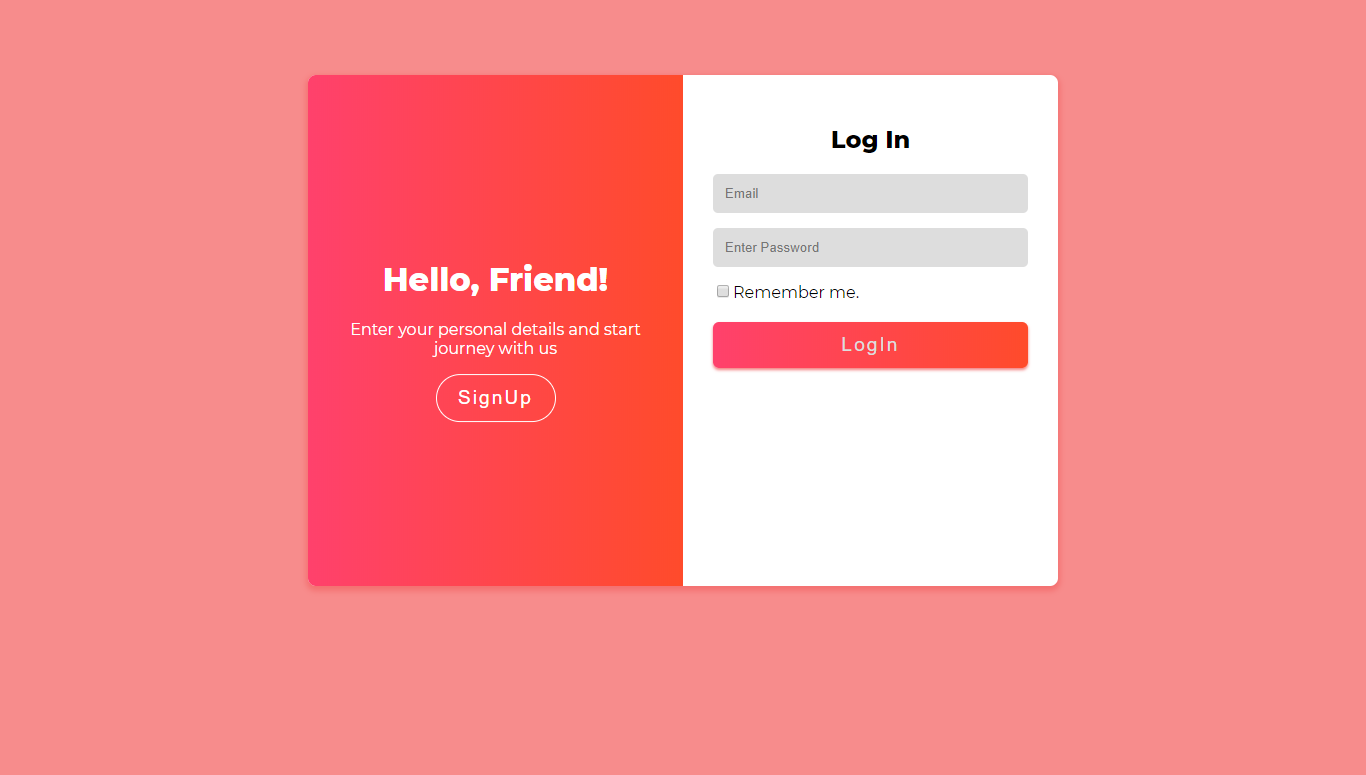 Hello, Friend!
Enter your personal details and start
journey with us
SignUp
Log In
Email
Enter Password
Remember me.
LogIn